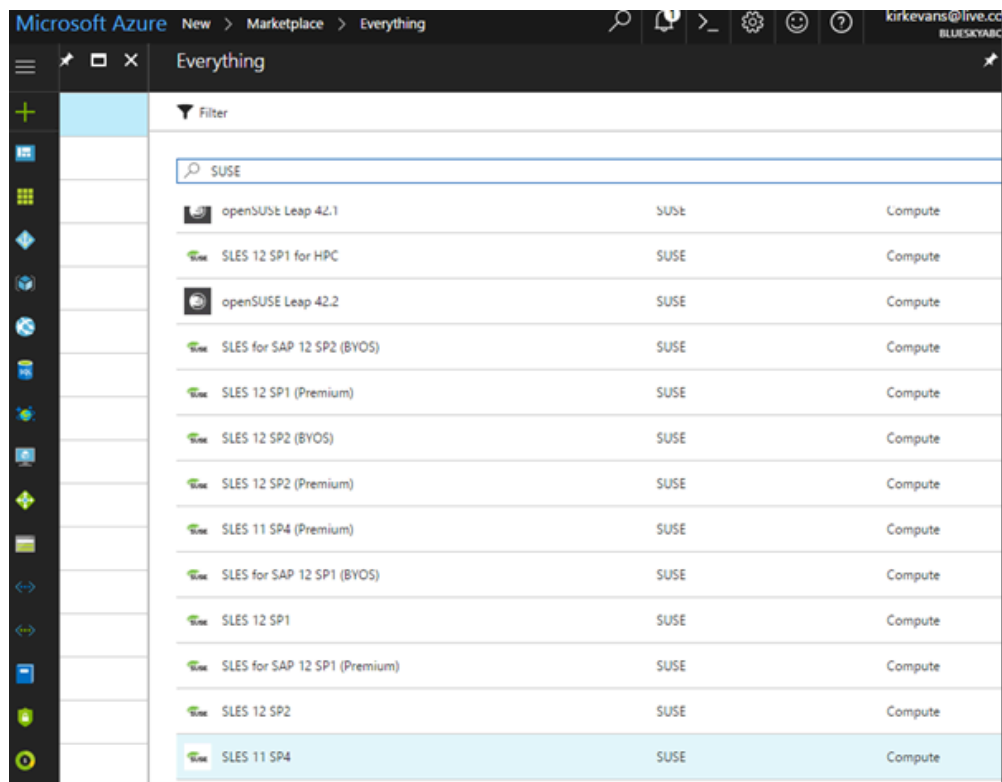 Microsoft Azure New > Marketplace > Everything 1 kirkevans@live.cc
BLUESKYABC
Everything
Filter
SUSE
openSUSE Leap 42.1 SUSE Compute
SLES 12 SP1 for HPC SUSE Compute
openSUSE Leap 42.2 SUSE Compute
SLES for SAP 12 SP2 (BYOS) SUSE Compute
SLES 12 SP1 (Premium) SUSE Compute
SLES 12 SP2 (BYOS) SUSE Compute
SLES 12 SP2 (Premium) SUSE Compute
SLES 11 SP4 (Premium) SUSE Compute
SLES for SAP 12 SP1 (BYOS) SUSE Compute
SLES 12 SP1 SUSE Compute
SLES for SAP 12 SP1 (Premium) SUSE Compute
SLES 12 SP2 SUSE Compute
SLES 11 SP4 SUSE Compute